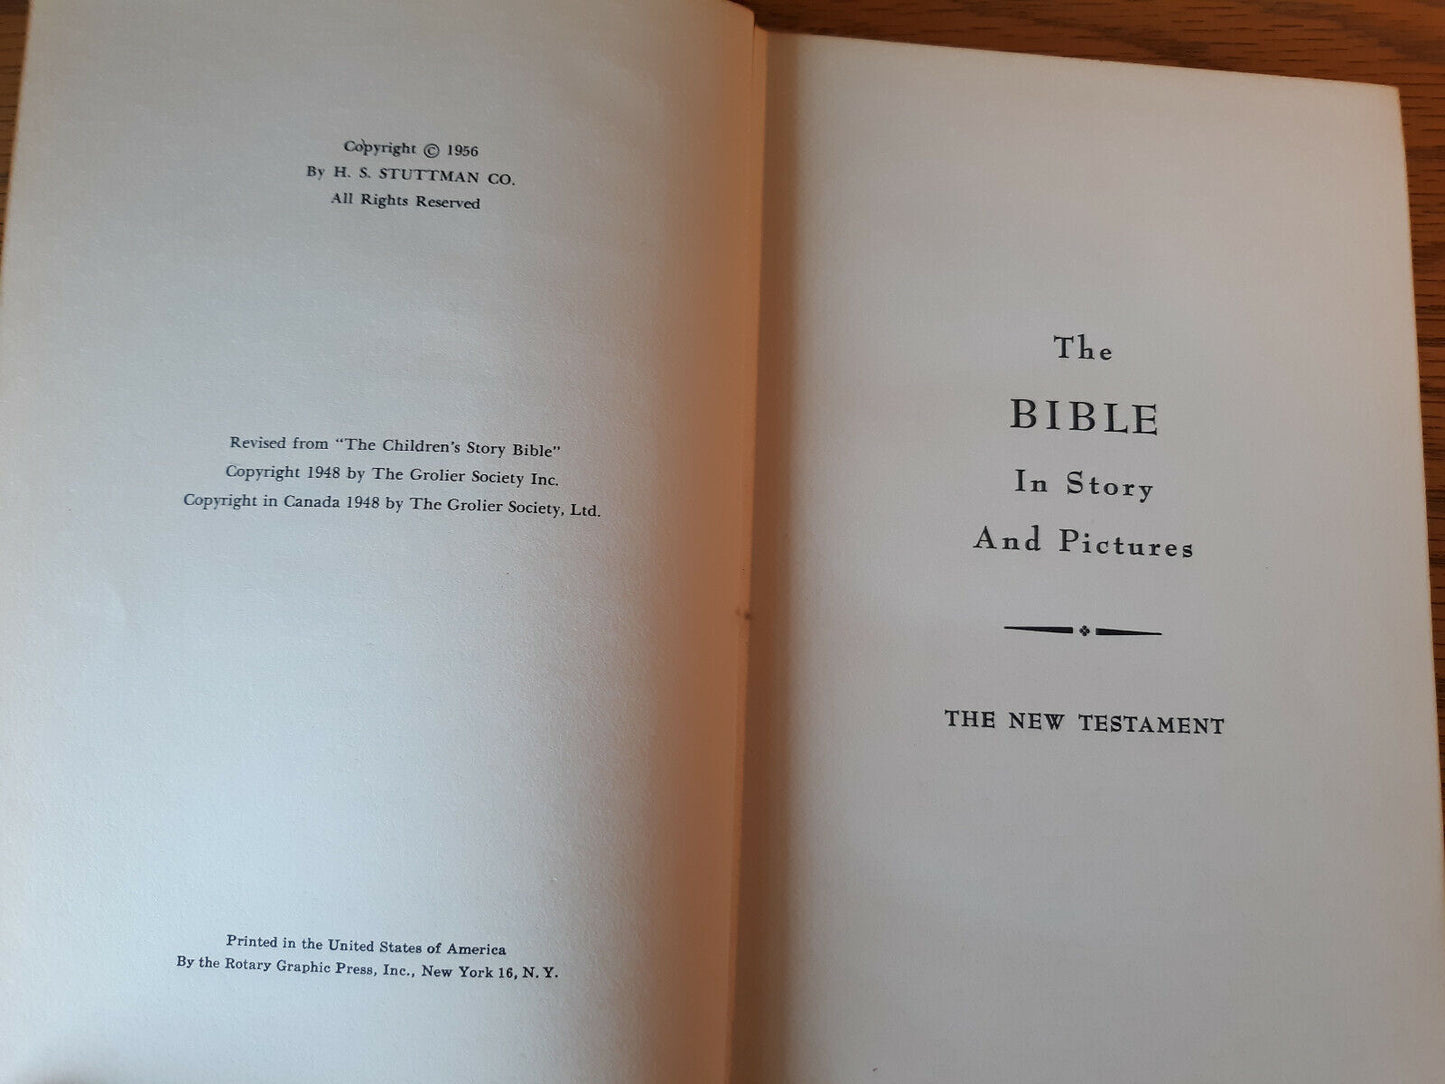 Copyright © 1956
By H. S. STUTTMAN CO.
All Rights Reserved
Revised from “The Children’s Story Bible”
Copyright 1948 by The Grolier Society Inc.
Copyright in Canada 1948 by The Grolier Society, Ltd.
Printed in the United States of America
By the Rotary Graphic Press, Inc., New York 16, N. Y.
The
BIBLE
In Story
And Pictures
THE NEW TESTAMENT